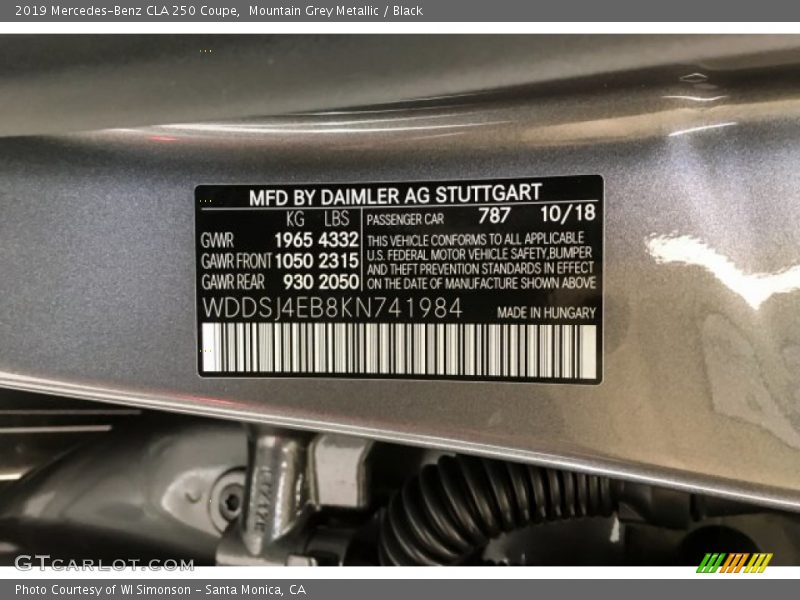 2019 Mercedes-Benz CLA 250 Coupe,  Mountain Grey Metallic / Black
MFD BY DAIMLER AG STUTTGART
KG LBS
GWR 1965 4332
GAWR FRONT 1050 2315
GAWR REAR 930 2050
PASSENGER CAR 787 10/18
THIS VEHICLE CONFORMS TO ALL APPLICABLE
U.S. FEDERAL MOTOR VEHICLE SAFETY,BUMPER
AND THEFT PREVENTION STANDARDS IN EFFECT
ON THE DATE OF MANUFACTURE SHOWN ABOVE
WDDSJ4EB8KN741984 MADE IN HUNGARY
GTCARLOT.COM
Photo Courtesy of WI Simonson - Santa Monica, CA